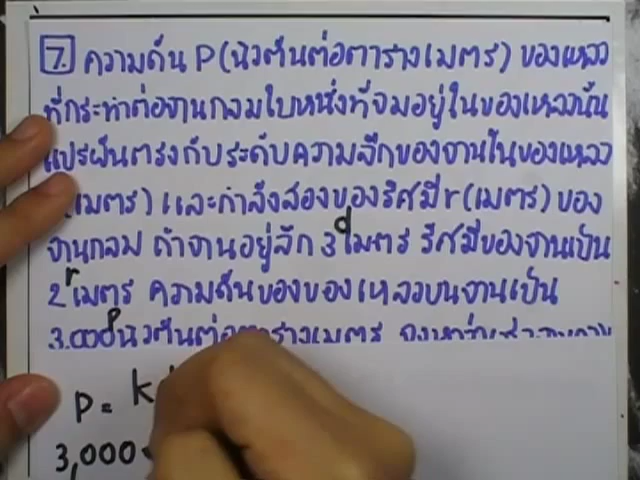 7. ความดัน P (นิวตันต่อตารางเมตร) ของเหลว
ที่กระทำต่อจานกลมใบหนึ่งที่จมอยู่ในของเหลวนั้น
แปรผันตรงกับระดับความลึกของจานในของเหลว
(เมตร) และกำลังสองของรัศมี r (เมตร) ของ
จานกลม ถ้าจานอยู่ลึก 3 เมตร รัศมีของจานเป็น
d
2 เมตร ความดันของของเหลวบนจานเป็น
r
3,000 นิวตันต่อตารางเมตร
P
P = k
3,000